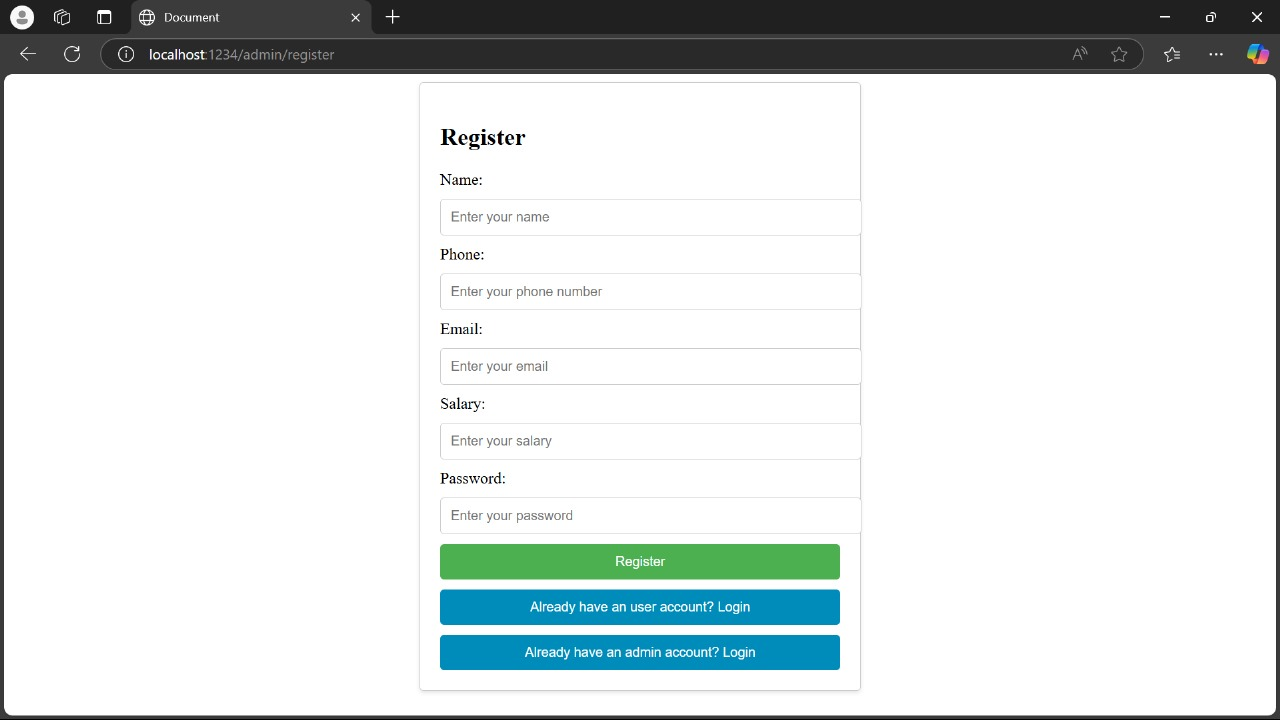 Document
localhost:1234/admin/register
Register
Name:
Enter your name
Phone:
Enter your phone number
Email:
Enter your email
Salary:
Enter your salary
Password:
Enter your password
Register
Already have an user account? Login
Already have an admin account? Login